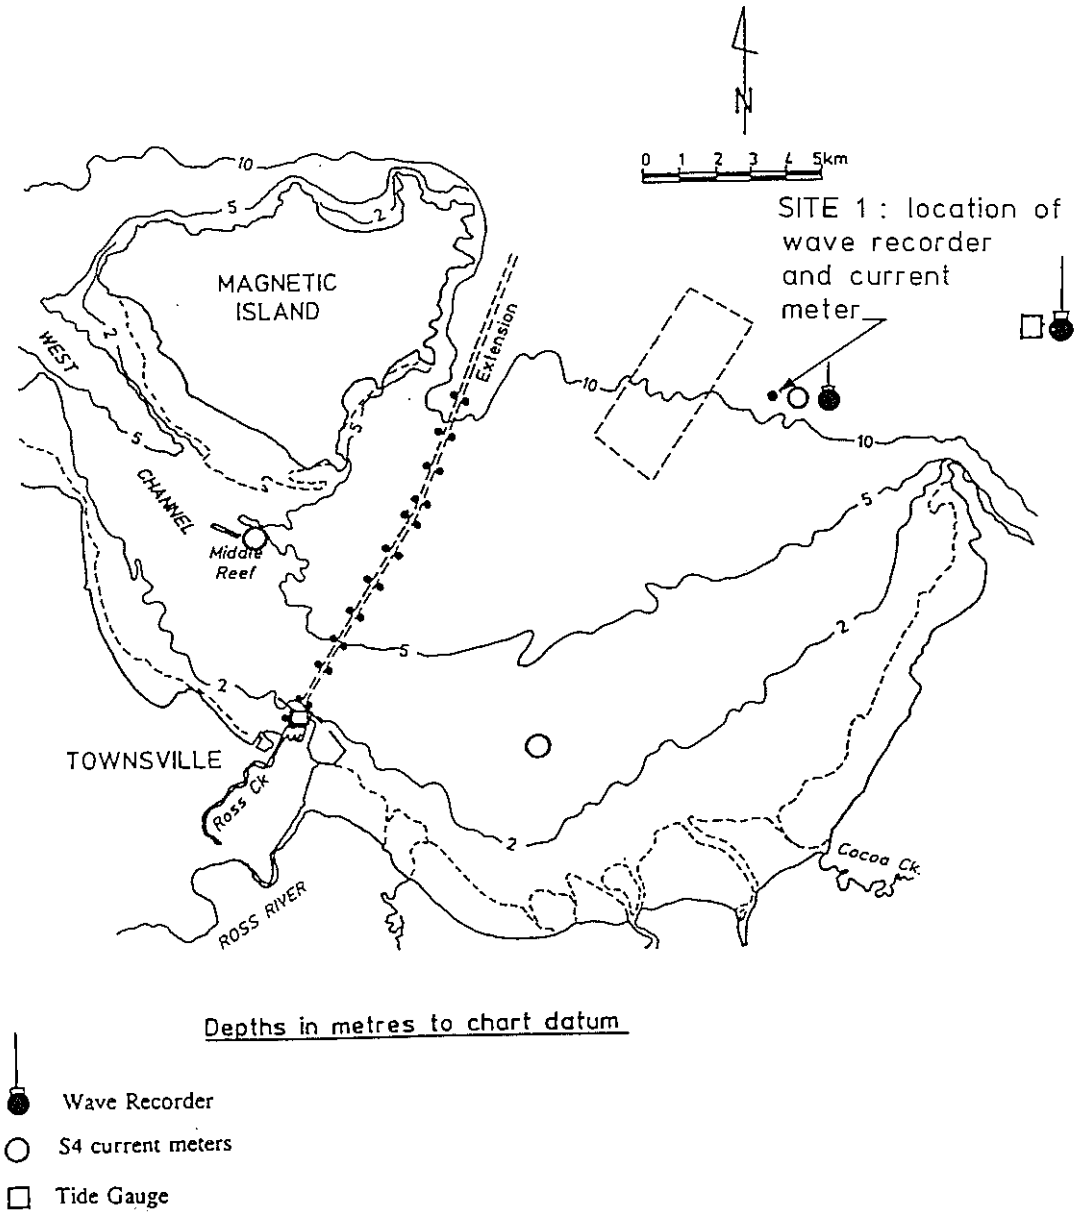 N
0 1 2 3 4 5km
SITE 1 : location of
wave recorder
and current
meter
10
5
2
MAGNETIC
ISLAND
Extension
WEST
2
10
5
5
10
CHANNEL
2
5
Middle
Reef
2
5
2
TOWNSVILLE
Ross Ck
2
Cocoa Ck.
ROSS RIVER
Depths in metres to chart datum
Wave Recorder
S4 current meters
Tide Gauge